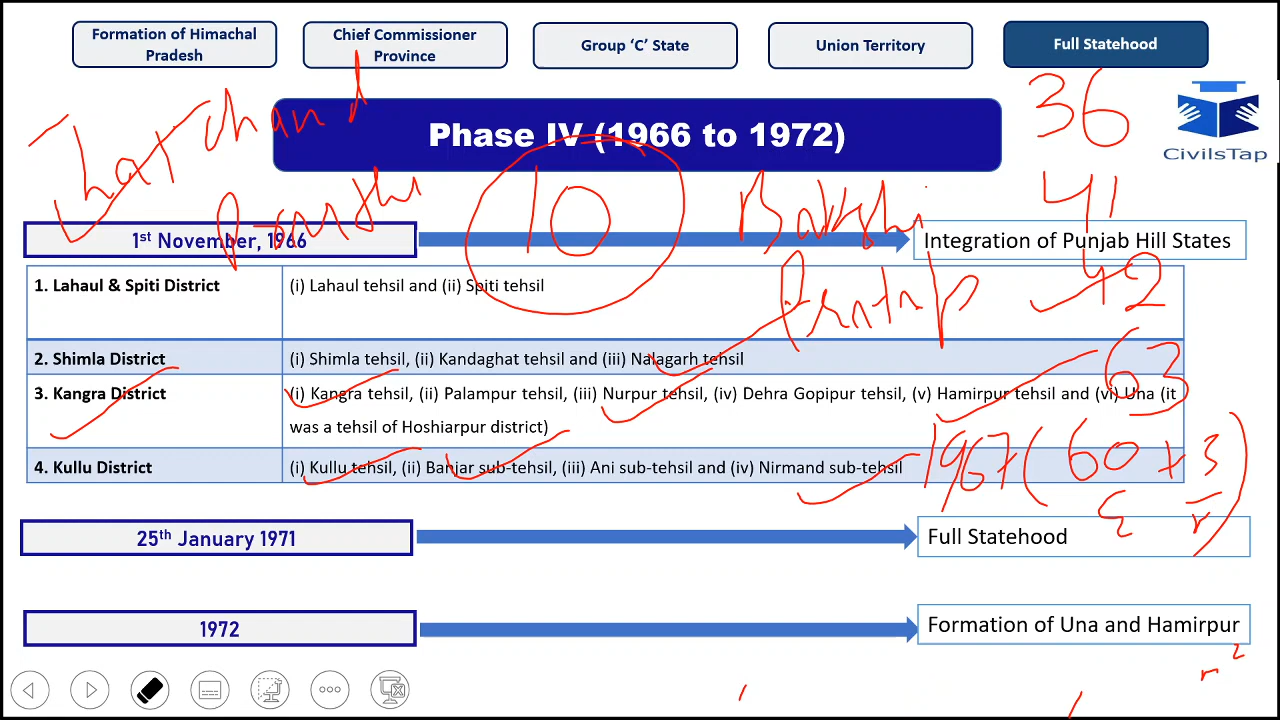 Formation of Himachal Pradesh
Chief Commissioner Province
Group ‘C’ State
Union Territory
Full Statehood
CivilsTap
Phase IV (1966 to 1972)
36
41
42
63
10
Bakshi
Partap
1st November, 1966
Integration of Punjab Hill States
1. Lahaul & Spiti District
(i) Lahaul tehsil and (ii) Spiti tehsil
2. Shimla District
(i) Shimla tehsil, (ii) Kandaghat tehsil and (iii) Nalagarh tehsil
3. Kangra District
(i) Kangra tehsil, (ii) Palampur tehsil, (iii) Nurpur tehsil, (iv) Dehra Gopipur tehsil, (v) Hamirpur tehsil and (vi) Una (it
was a tehsil of Hoshiarpur district)
4. Kullu District
(i) Kullu tehsil, (ii) Banjar sub-tehsil, (iii) Ani sub-tehsil and (iv) Nirmand sub-tehsil
1967 (60 + 3)
25th January 1971
Full Statehood
1972
Formation of Una and Hamirpur